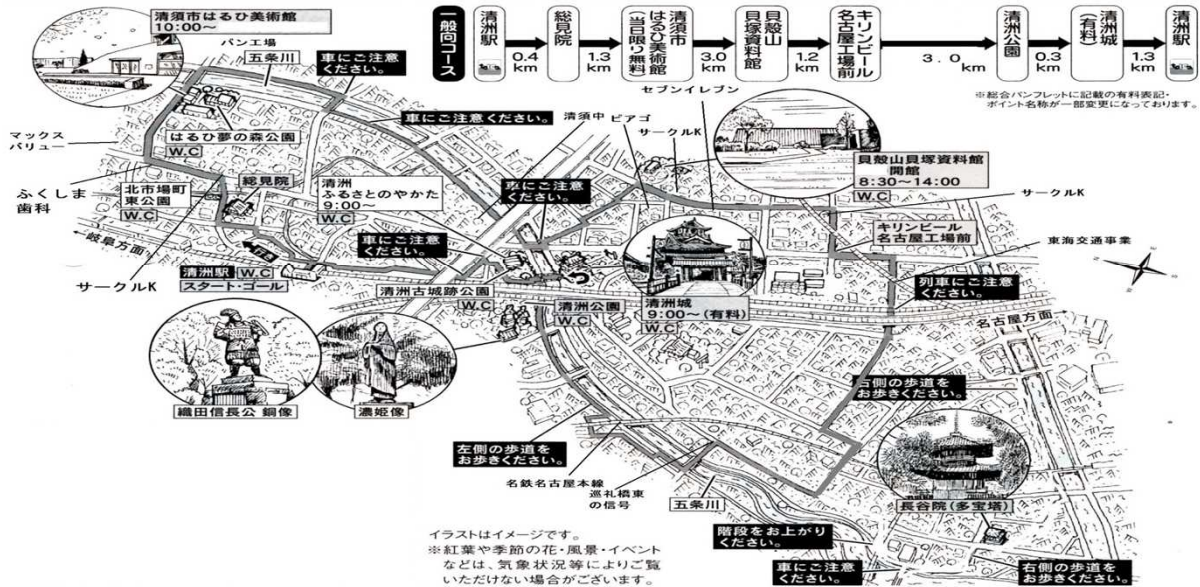 一般向コース
清洲駅
0.4
km
総見院
1.3
km
清須市
はるひ美術館
(当日限り無料)
3.0
km
貝殻山
貝塚資料館
1.2
km
キリンビール
名古屋工場前
3.0 km
清洲公園
0.3
km
清洲城
(有料)
1.3
km
清洲駅
※総合パンフレットに記載の有料表記・
ポイント名称が一部変更になっております。
清須市はるひ美術館
10:00~
パン工場
五条川
車にご注意
ください。
車にご注意ください。
セブンイレブン
清須中
ピアゴ
サークルK
マックス
バリュー
はるひ夢の森公園
W.C
貝殻山貝塚資料館
開館
8:30~14:00
W.C
サークルK
ふくしま
歯科
北市場町
東公園
W.C
総見院
清洲
ふるさとのやかた
9:00~
W.C
車にご注意
ください。
キリンビール
名古屋工場前
←岐阜方面
車にご注意
ください。
東海交通事業
行き
清洲駅
W.C
スタート・ゴール
サークルK
清洲古城跡公園
W.C
清洲公園
W.C
清洲城
9:00~(有料)
W.C
列車にご注意
ください。
名古屋方面→
織田信長公 銅像
濃姫像
右側の歩道を
お歩きください。
左側の歩道を
お歩きください。
名鉄名古屋本線
巡礼橋東
の信号
五条川
長谷院(多宝塔)
階段をお上がり
ください。
イラストはイメージです。
※紅葉や季節の花・風景・イベント
などは、気象状況等によりご覧
いただけない場合がございます。
車にご注意
ください。
右側の歩道を
お歩きください。